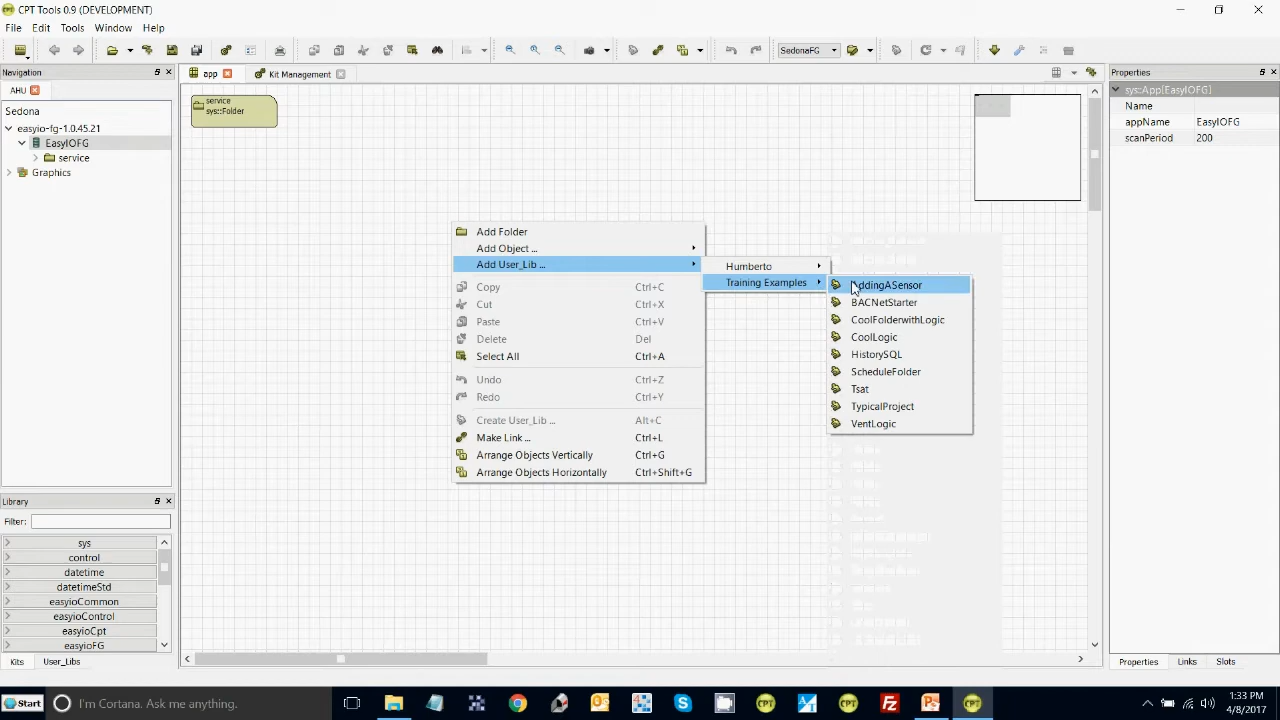 CPT Tools 0.9 (DEVELOPMENT)
File Edit Tools Window Help
SedonaFG
Navigation
AHU
Sedona
easyio-fg-1.0.45.21
EasyIOFG
service
Graphics
Library
Filter:
sys
control
datetime
datetimeStd
easyioCommon
easyioControl
easyioCpt
easyioFG
Kits User_Libs
app Kit Management
service
sys::Folder
Add Folder
Add Object ...
Add User_Lib ...
Copy Ctrl+C
Cut Ctrl+X
Paste Ctrl+V
Delete Del
Select All Ctrl+A
Undo Ctrl+Z
Redo Ctrl+Y
Create User_Lib ... Alt+C
Make Link ... Ctrl+L
Arrange Objects Vertically Ctrl+G
Arrange Objects Horizontally Ctrl+Shift+G
Humberto
Training Examples
AddingASensor
BACNetStarter
CoolFolderwithLogic
CoolLogic
HistorySQL
ScheduleFolder
Tsat
TypicalProject
VentLogic
Properties
sys::App[EasyIOFG]
Name
appName EasyIOFG
scanPeriod 200
Properties Links Slots
Start
I'm Cortana. Ask me anything.
CPT
CPT
CPT
1:33 PM
4/8/2017